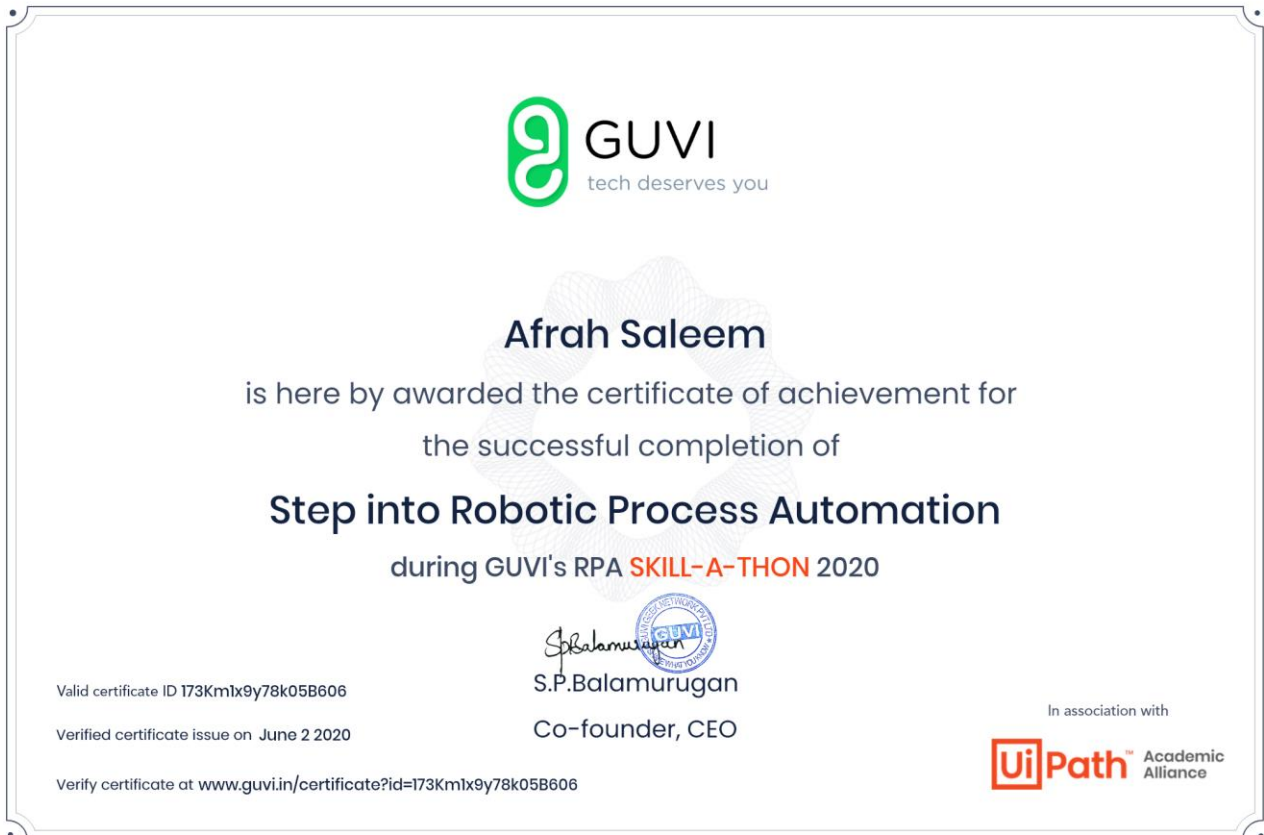 GUVI
tech deserves you
Afrah Saleem
is here by awarded the certificate of achievement for
the successful completion of
Step into Robotic Process Automation
during GUVI's RPA SKILL-A-THON 2020
GUVI
S.P.Balamurugan
Co-founder, CEO
Valid certificate ID 173Km1x9y78k05B606
Verified certificate issue on June 2 2020
Verify certificate at www.guvi.in/certificate?id=173Km1x9y78k05B606
In association with
UiPath™ Academic
Alliance